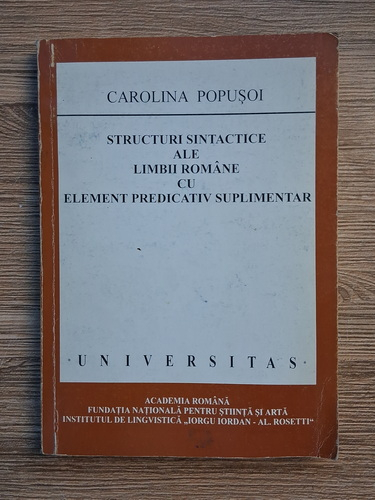 CAROLINA POPUȘOI
STRUCTURI SINTACTICE
ALE
LIMBII ROMÂNE
CU
ELEMENT PREDICATIV SUPLIMENTAR
· U N I V E R S I T A S ·
ACADEMIA ROMÂNĂ
FUNDAȚIA NAȚIONALĂ PENTRU ȘTIINȚĂ ȘI ARTĂ
INSTITUTUL DE LINGVISTICĂ „IORGU IORDAN - AL. ROSETTI“